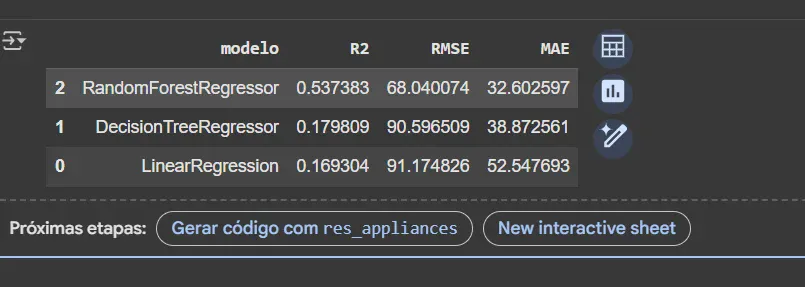 modelo R2 RMSE MAE
2 RandomForestRegressor 0.537383 68.040074 32.602597
1 DecisionTreeRegressor 0.179809 90.596509 38.872561
0 LinearRegression 0.169304 91.174826 52.547693
Próximas etapas: Gerar código com res_appliances New interactive sheet